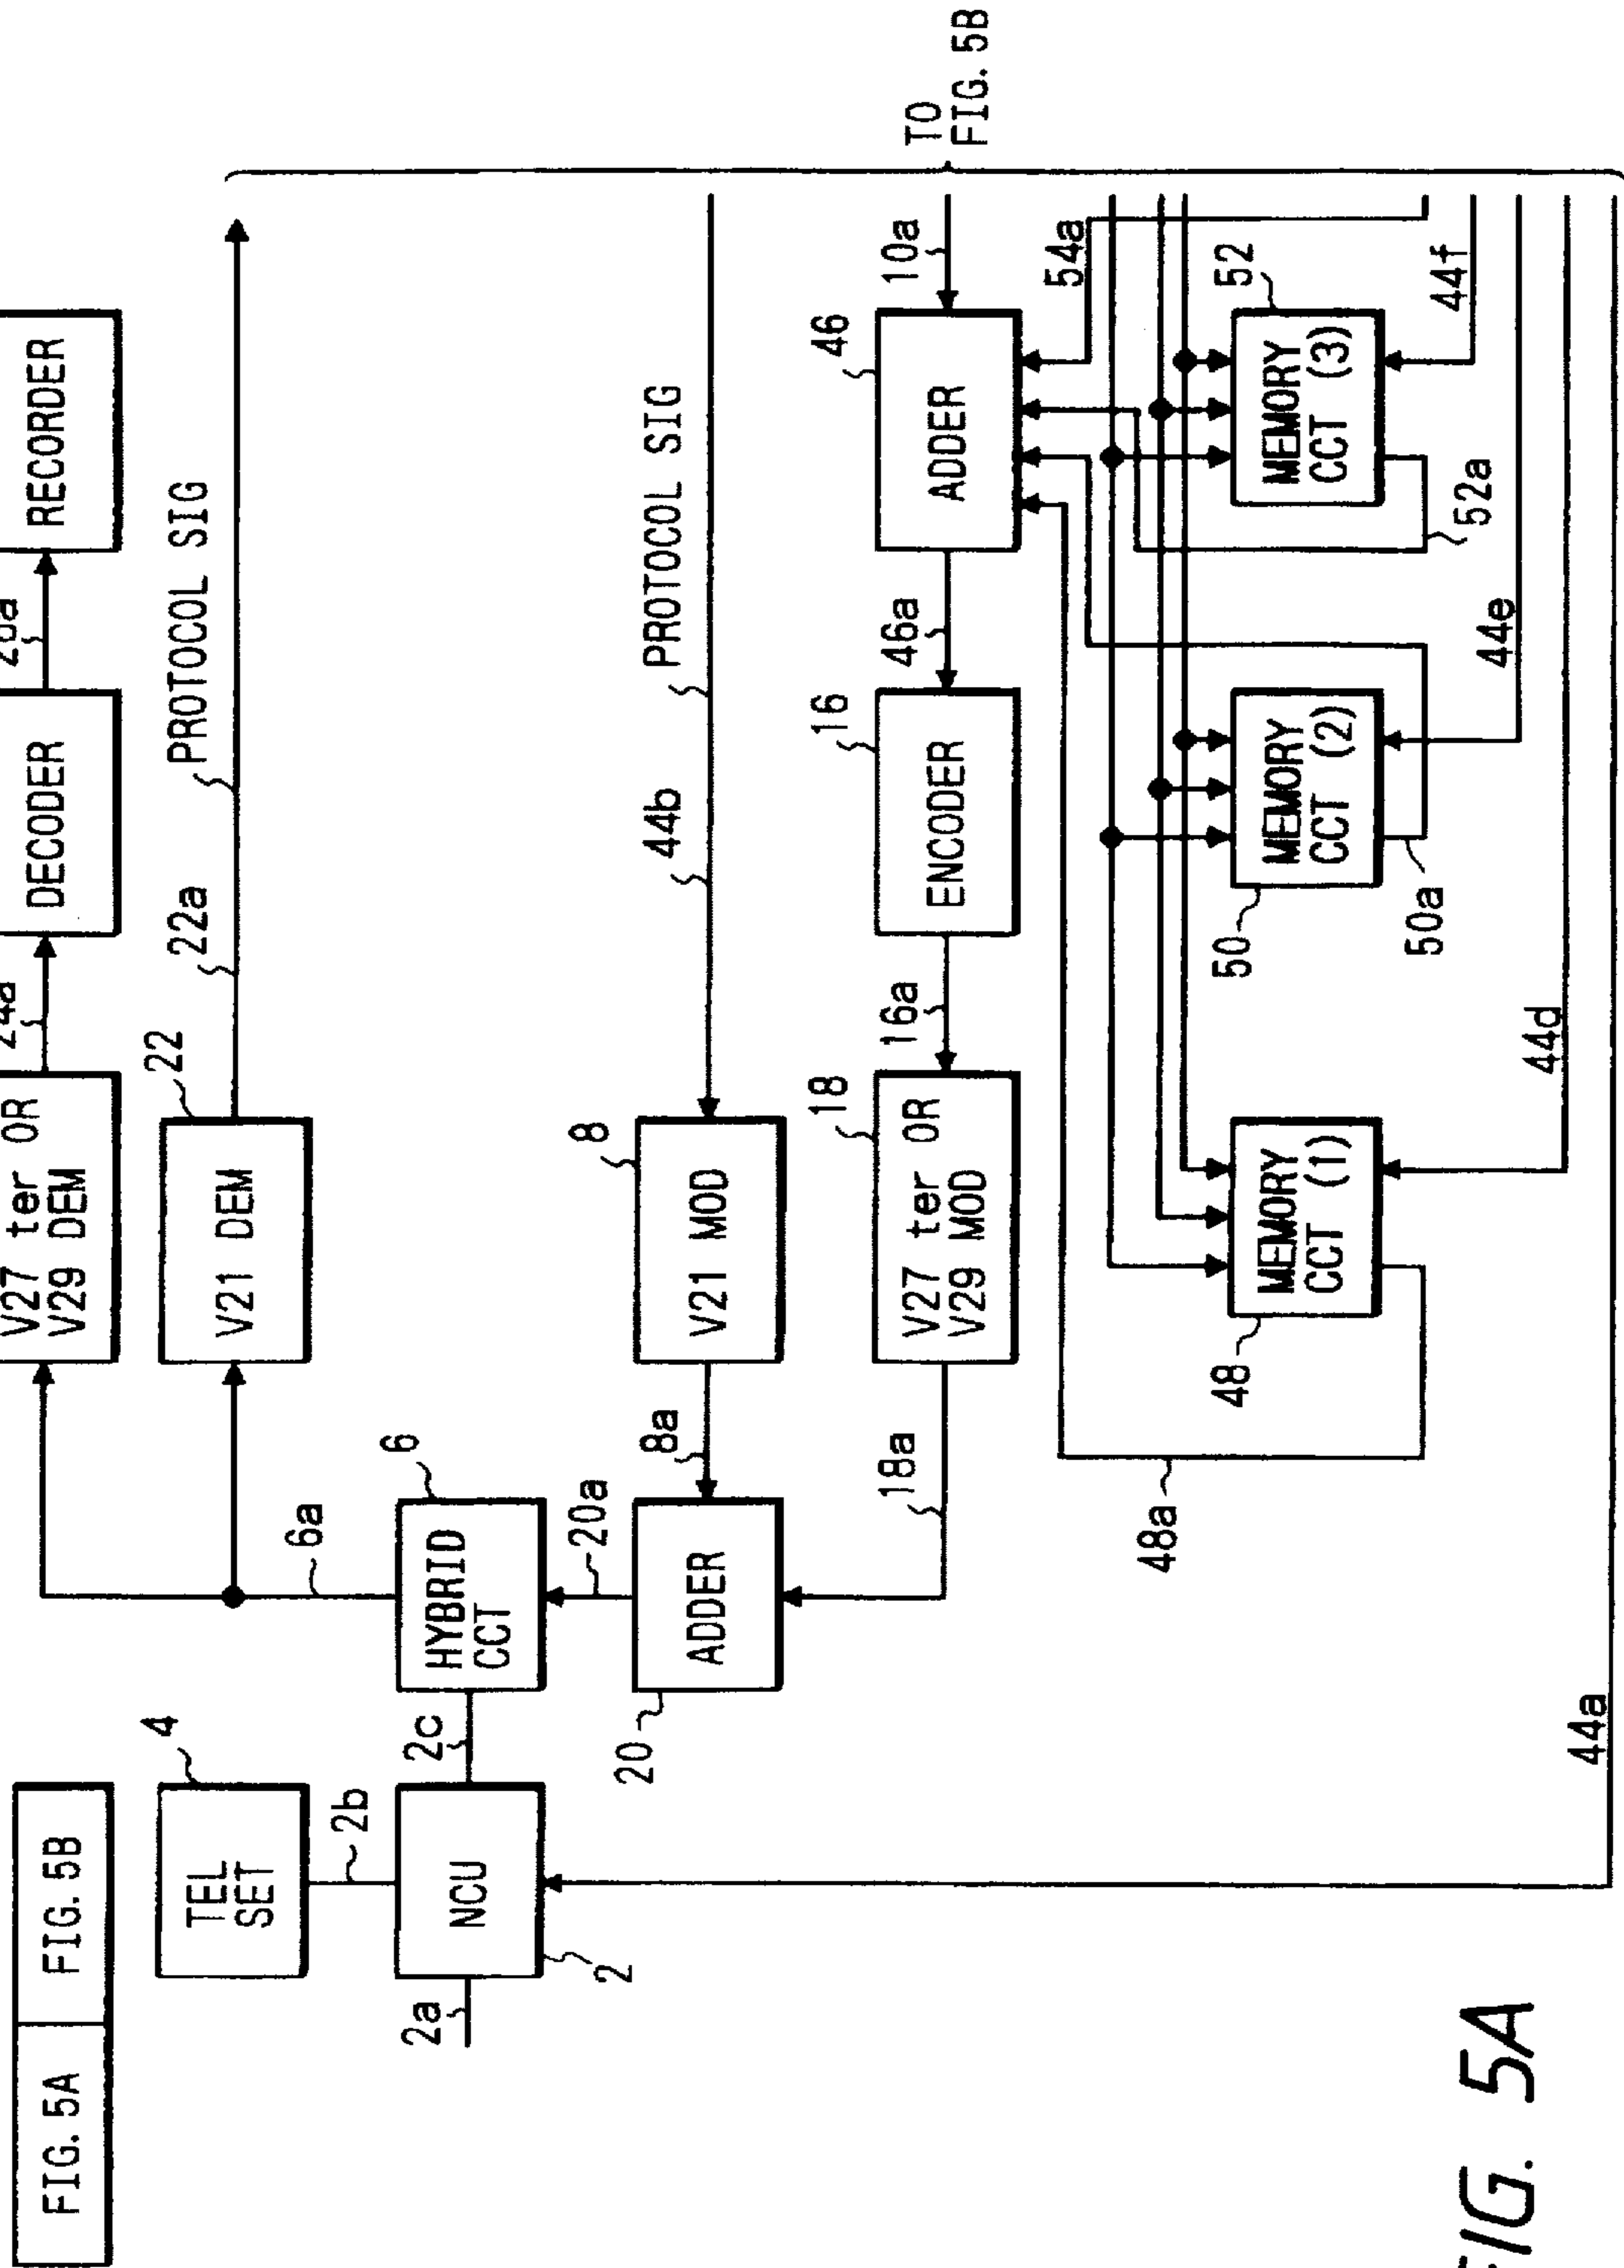 FIG. 5A
FIG. 5B
V27 ter OR
V29 DEM
24a
DECODER
RECORDER
TEL
SET
4
2b
6a
V21 DEM
22
22a
PROTOCOL SIG
2a
NCU
2
2c
HYBRID
CCT
6
20a
ADDER
20
8a
V21 MOD
8
44b
PROTOCOL SIG
18a
V27 ter OR
V29 MOD
18
16a
ENCODER
16
46a
ADDER
46
10a
TO
FIG. 5B
54a
48a
48
MEMORY
CCT (1)
50
MEMORY
CCT (2)
50a
MEMORY
CCT (3)
52
52a
44f
44e
44d
44a
FIG. 5A